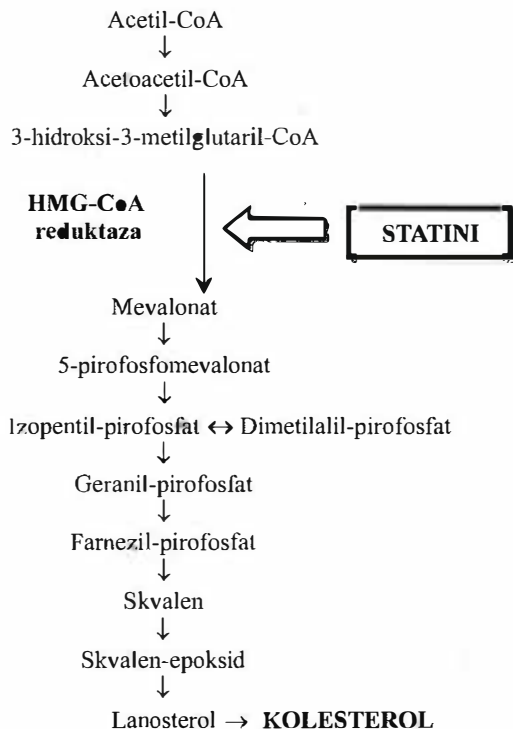 Acetil-CoA
↓
Acetoacetil-CoA
↓
3-hidroksi-3-metilglutaril-CoA
HMG-CoA
reduktaza
STATINI
Mevalonat
↓
5-pirofosfomevalonat
↓
Izopentil-pirofosfat ↔ Dimetilalil-pirofosfat
↓
Geranil-pirofosfat
↓
Farnezil-pirofosfat
↓
Skvalen
↓
Skvalen-epoksid
↓
Lanosterol → KOLESTEROL